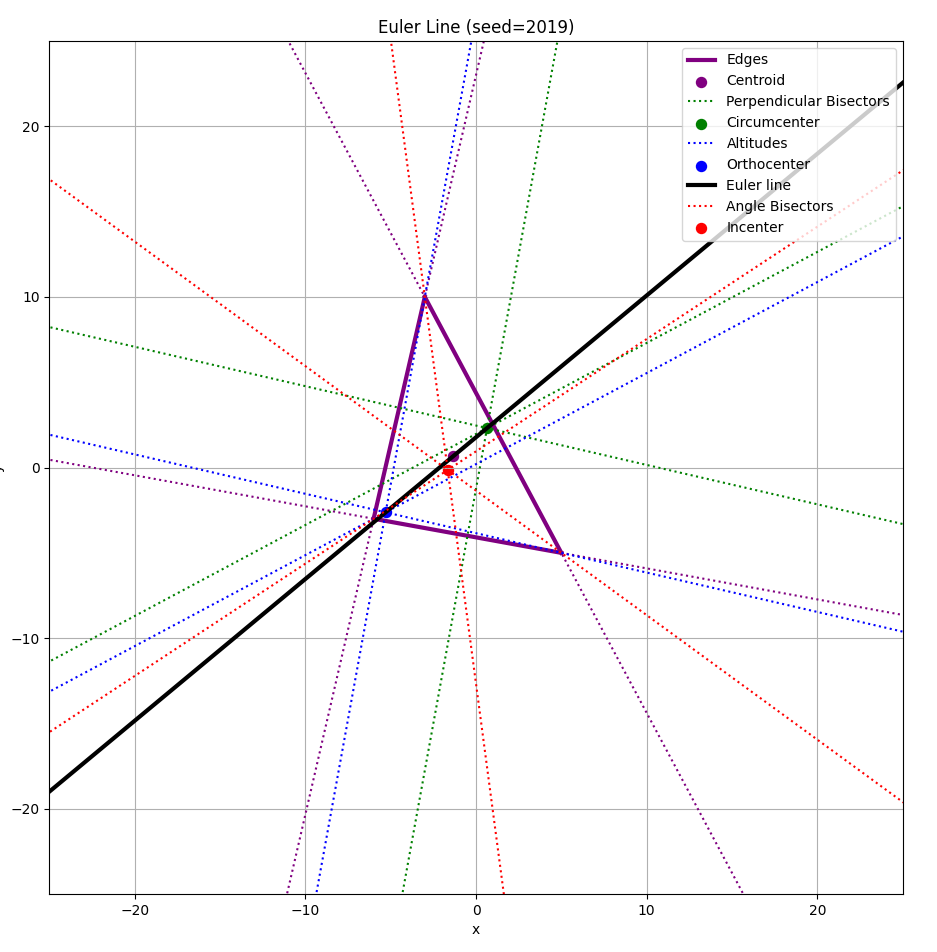 Euler Line (seed=2019)
Edges
Centroid
Perpendicular Bisectors
Circumcenter
Altitudes
Orthocenter
Euler line
Angle Bisectors
Incenter
20
10
0
−10
−20
−20
−10
0
10
20
x